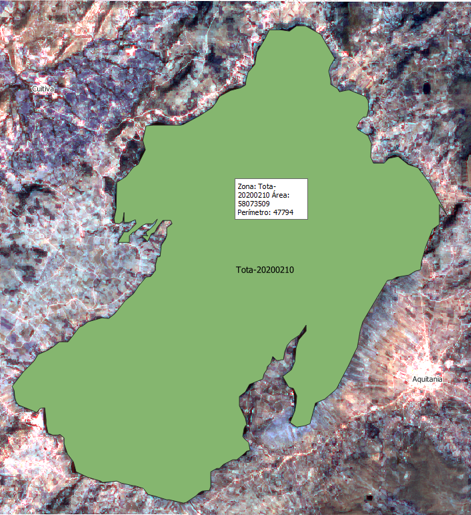 Cuitiva
Zona: Tota-
20200210 Área:
58073509
Perímetro: 47794
Tota-20200210
Aquitania